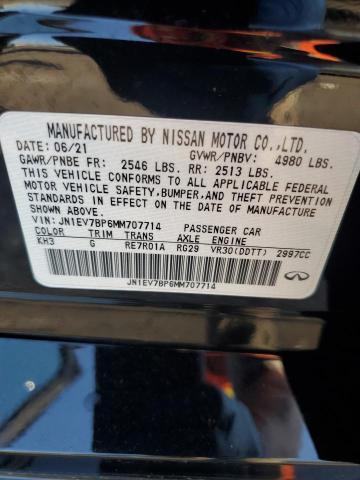 MANUFACTURED BY NISSAN MOTOR CO.,LTD.
DATE: 06/21 GVWR/PNBV: 4980 LBS.
GAWR/PNBE FR: 2546 LBS. RR: 2513 LBS.
THIS VEHICLE CONFORMS TO ALL APPLICABLE FEDERAL
MOTOR VEHICLE SAFETY, BUMPER, AND THEFT PREVENTION
STANDARDS IN EFFECT ON THE DATE OF MANUFACTURE
SHOWN ABOVE.
VIN: JN1EV7BP6MM707714 PASSENGER CAR
COLOR TRIM TRANS AXLE ENGINE
KH3 G RE7R01A RG29 VR30(DDTT) 2997CC
JN1EV7BP6MM707714